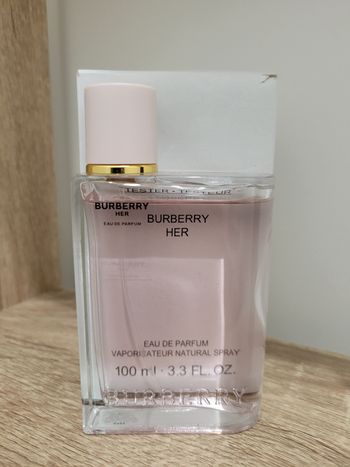 TESTER - TESTEUR
BURBERRY
HER
EAU DE PARFUM
BURBERRY
HER
EAU DE PARFUM
VAPORISATEUR NATURAL SPRAY
100 ml · 3.3 FL. OZ.
BURBERRY